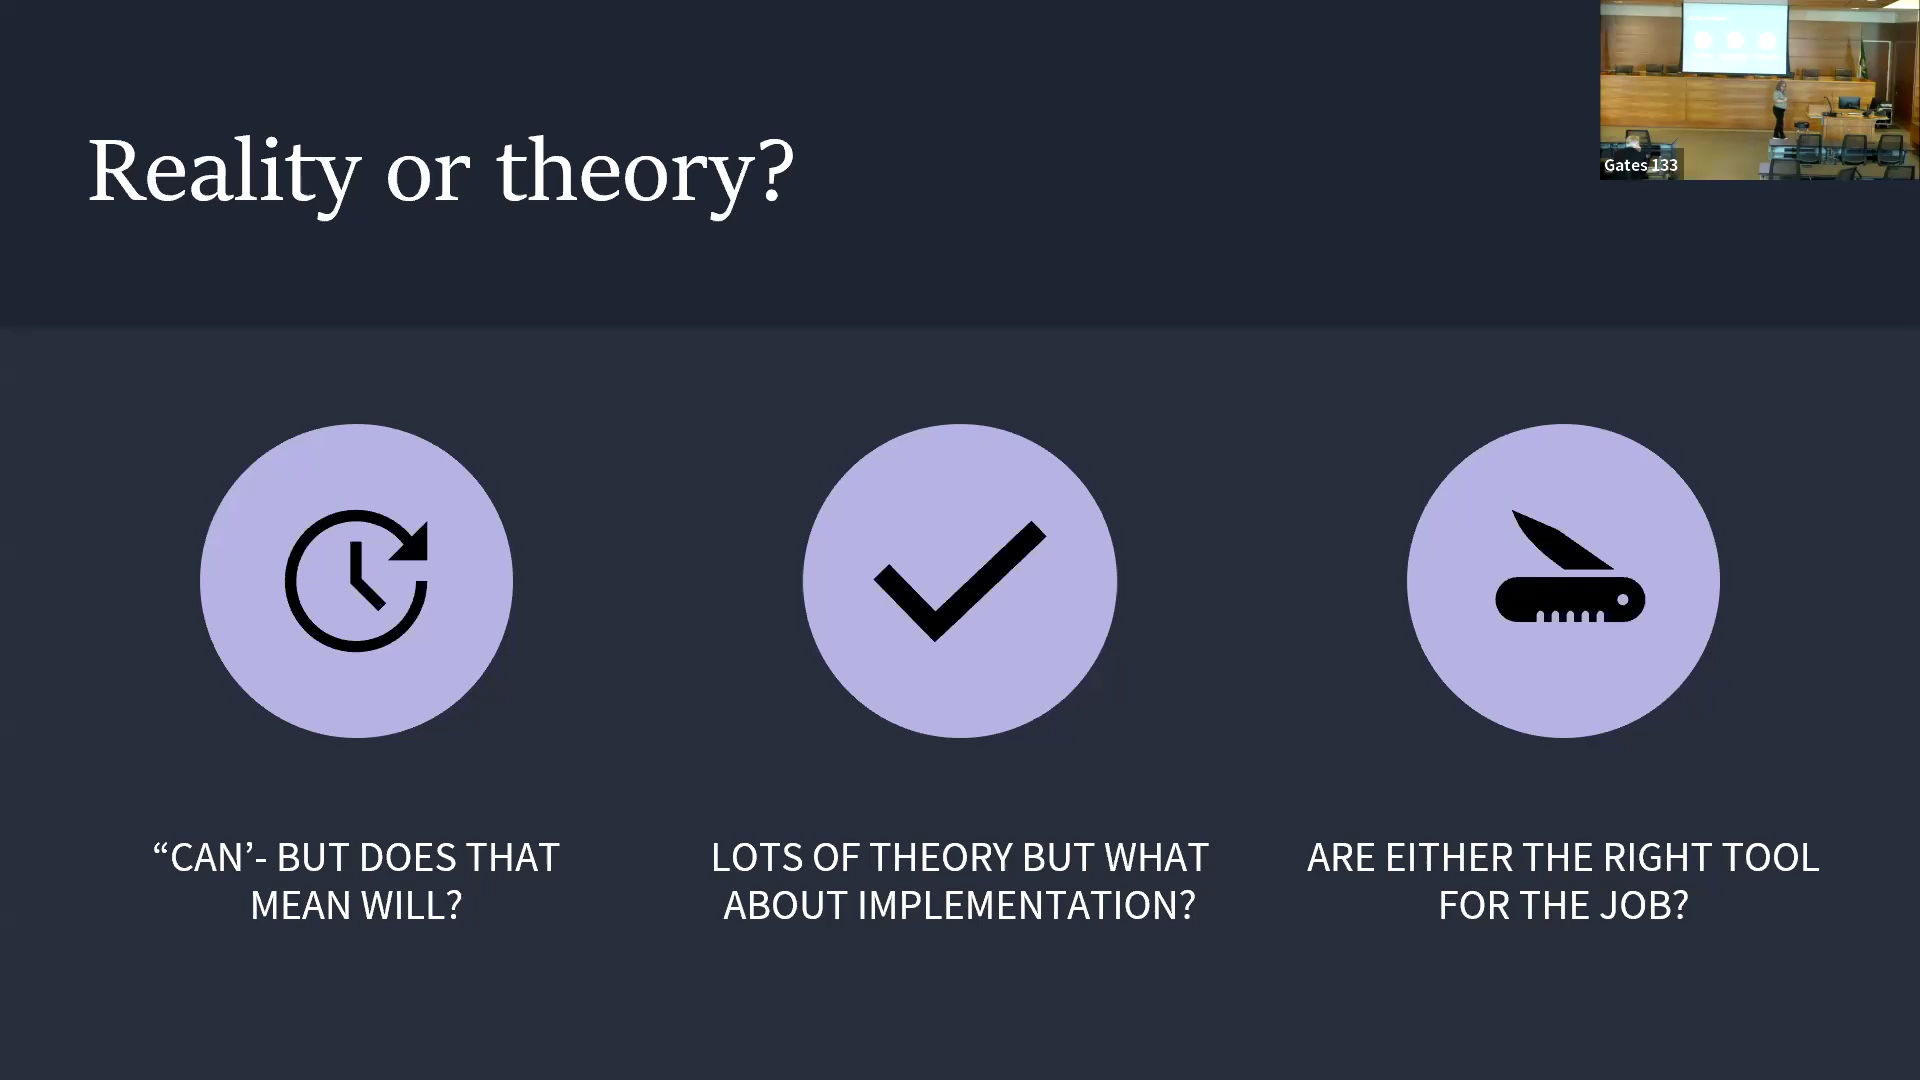 Reality or theory?
Gates 133
“CAN’- BUT DOES THAT
MEAN WILL?
LOTS OF THEORY BUT WHAT
ABOUT IMPLEMENTATION?
ARE EITHER THE RIGHT TOOL
FOR THE JOB?